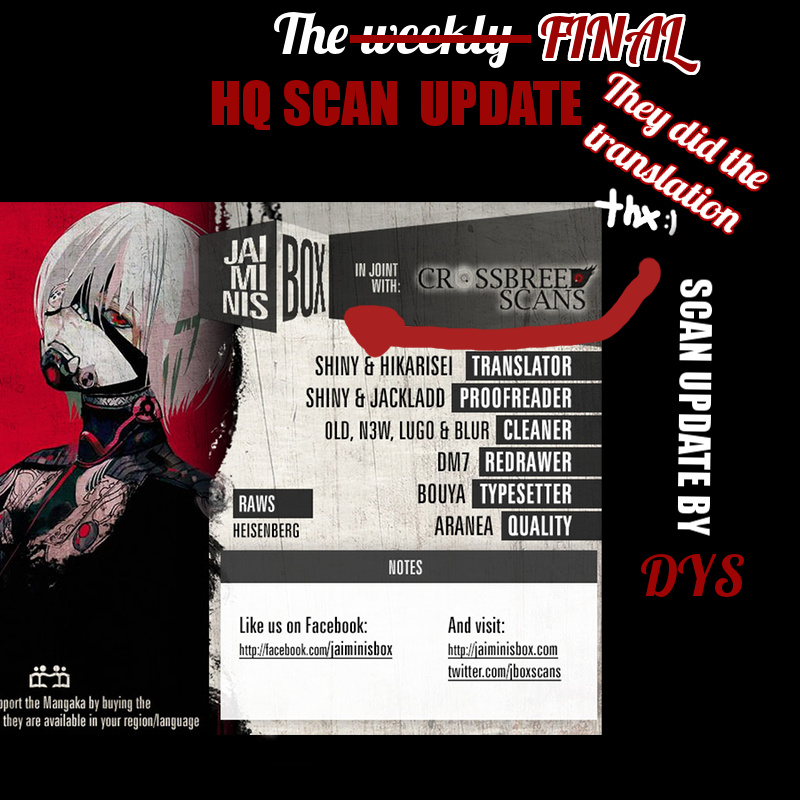 The weekly FINAL
HQ SCAN UPDATE
They did the
translation
thx:)
JAI
MI
NIS
BOX
IN JOINT
WITH:
CROSSBREED
SCANS
SHINY & HIKARISEI TRANSLATOR
SHINY & JACKLADD PROOFREADER
OLD, N3W, LUGO & BLUR CLEANER
DM7 REDRAWER
BOUYA TYPESETTER
ARANEA QUALITY
RAWS
HEISENBERG
NOTES
Like us on Facebook:
http://facebook.com/jaiminisbox
And visit:
http://jaiminisbox.com
twitter.com/jboxscans
pport the Mangaka by buying the
they are available in your region/language
SCAN UPDATE BY
DYS